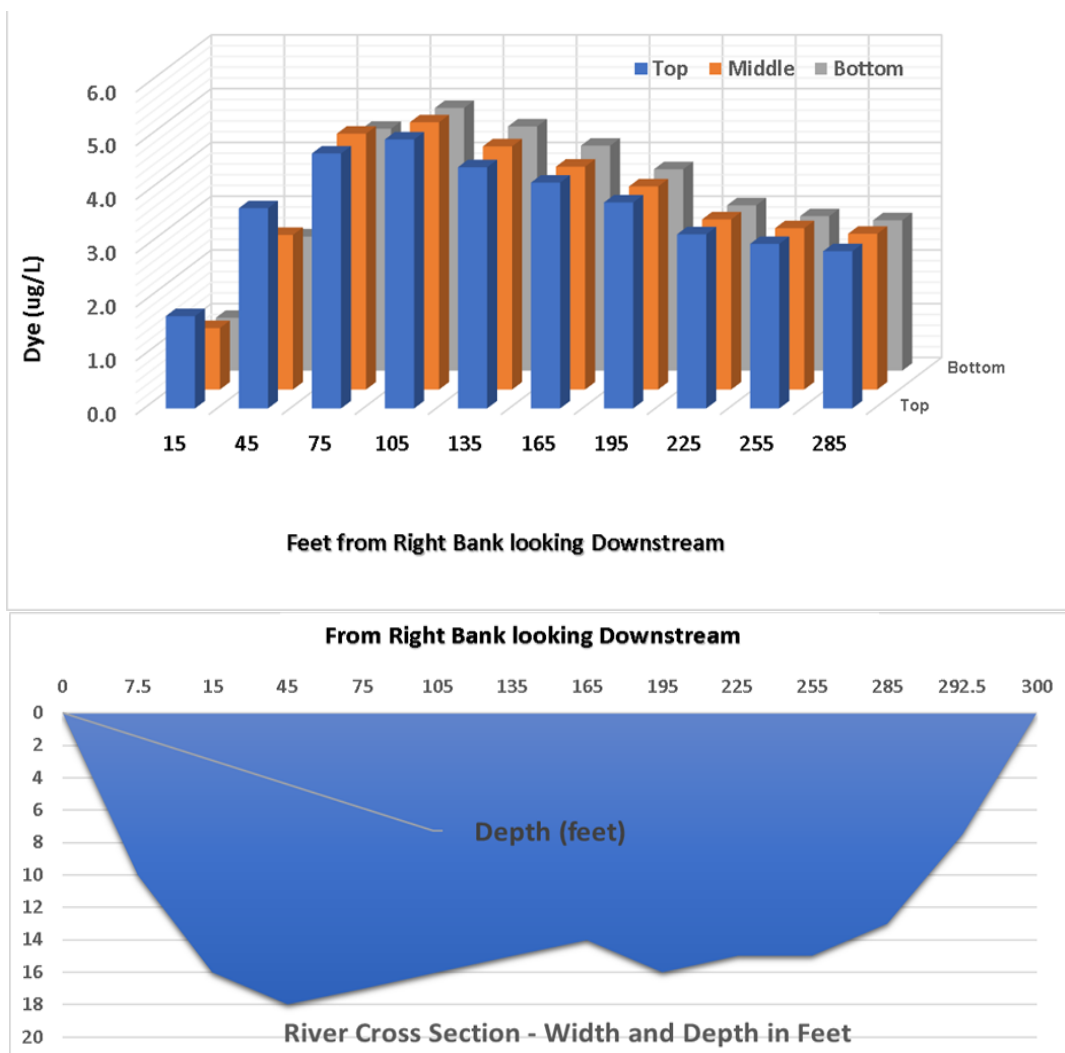 Top Middle Bottom
6.0
5.0
4.0
3.0
2.0
1.0
0.0
Dye (ug/L)
Bottom
Top
15 45 75 105 135 165 195 225 255 285
Feet from Right Bank looking Downstream
From Right Bank looking Downstream
0 7.5 15 45 75 105 135 165 195 225 255 285 292.5 300
0
2
4
6
8
10
12
14
16
18
20
Depth (feet)
River Cross Section - Width and Depth in Feet